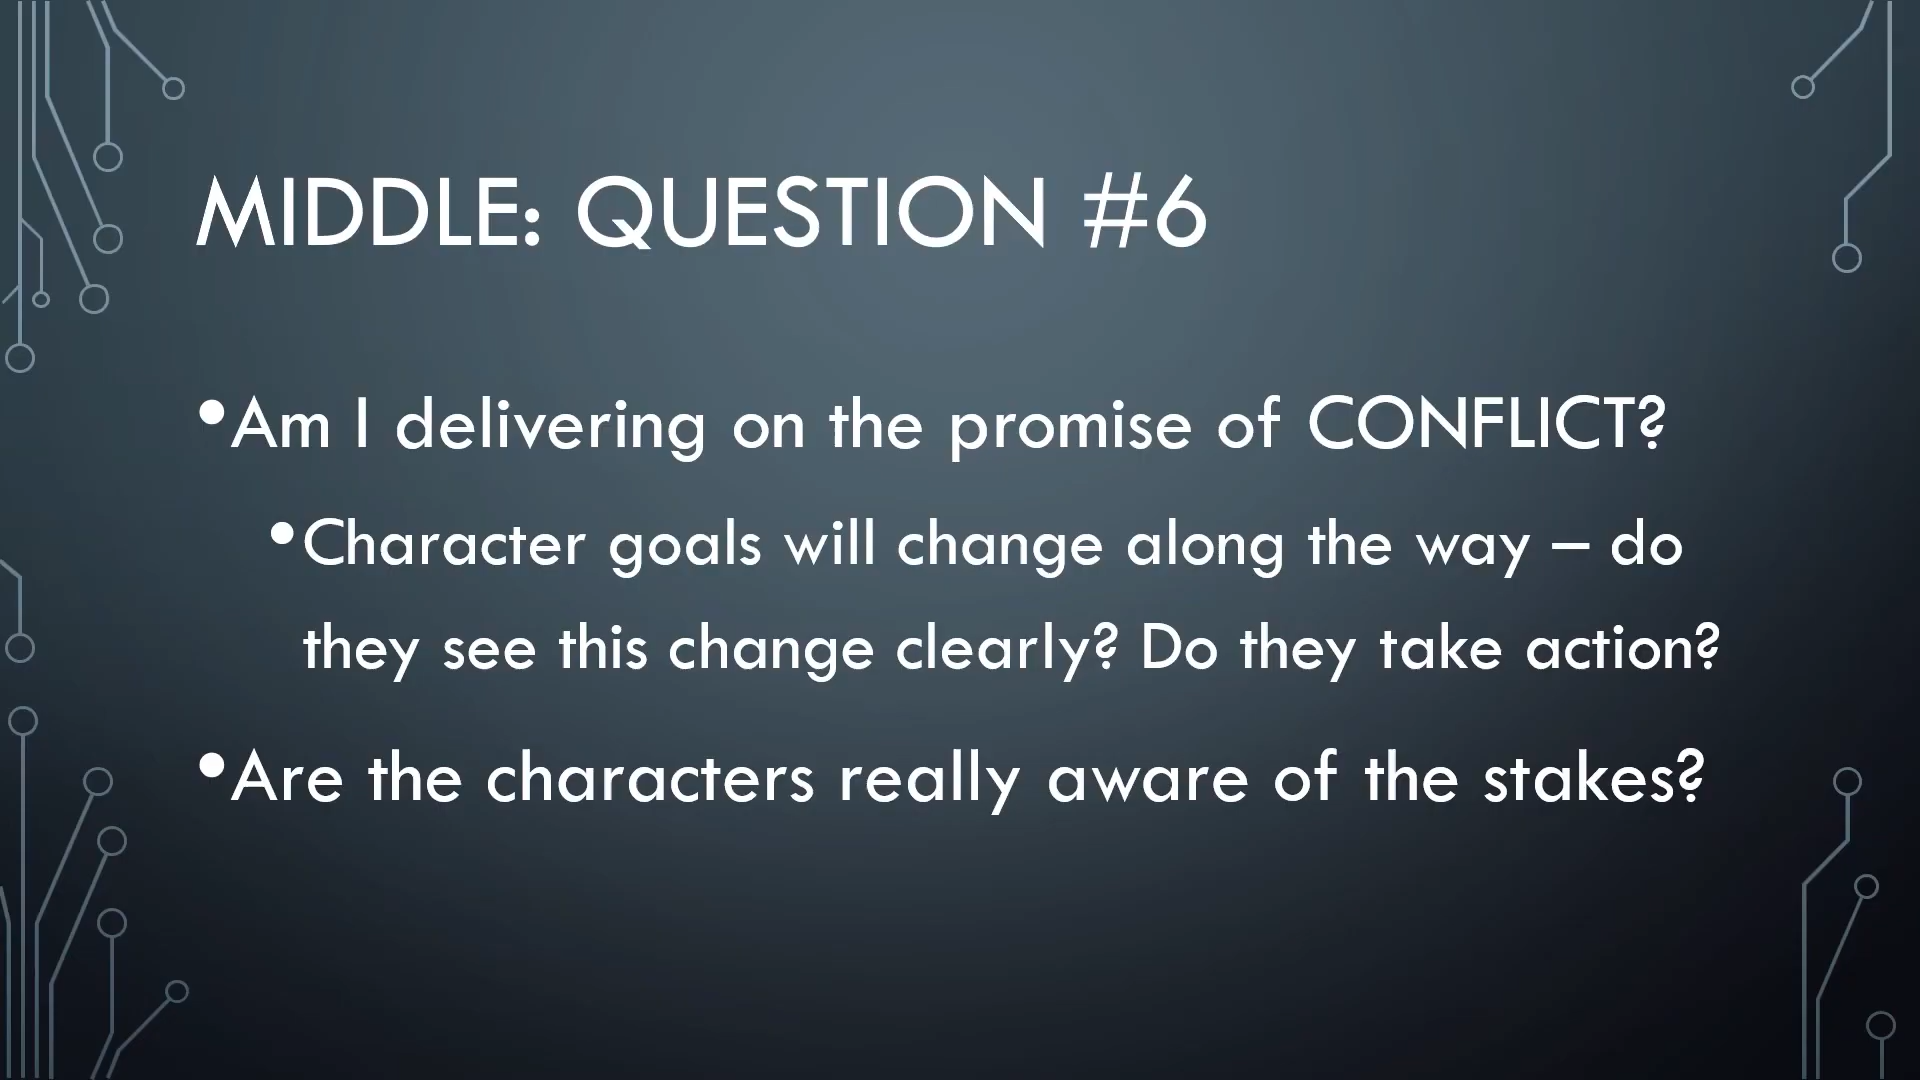 MIDDLE: QUESTION #6
•Am I delivering on the promise of CONFLICT?
•Character goals will change along the way – do
they see this change clearly? Do they take action?
•Are the characters really aware of the stakes?